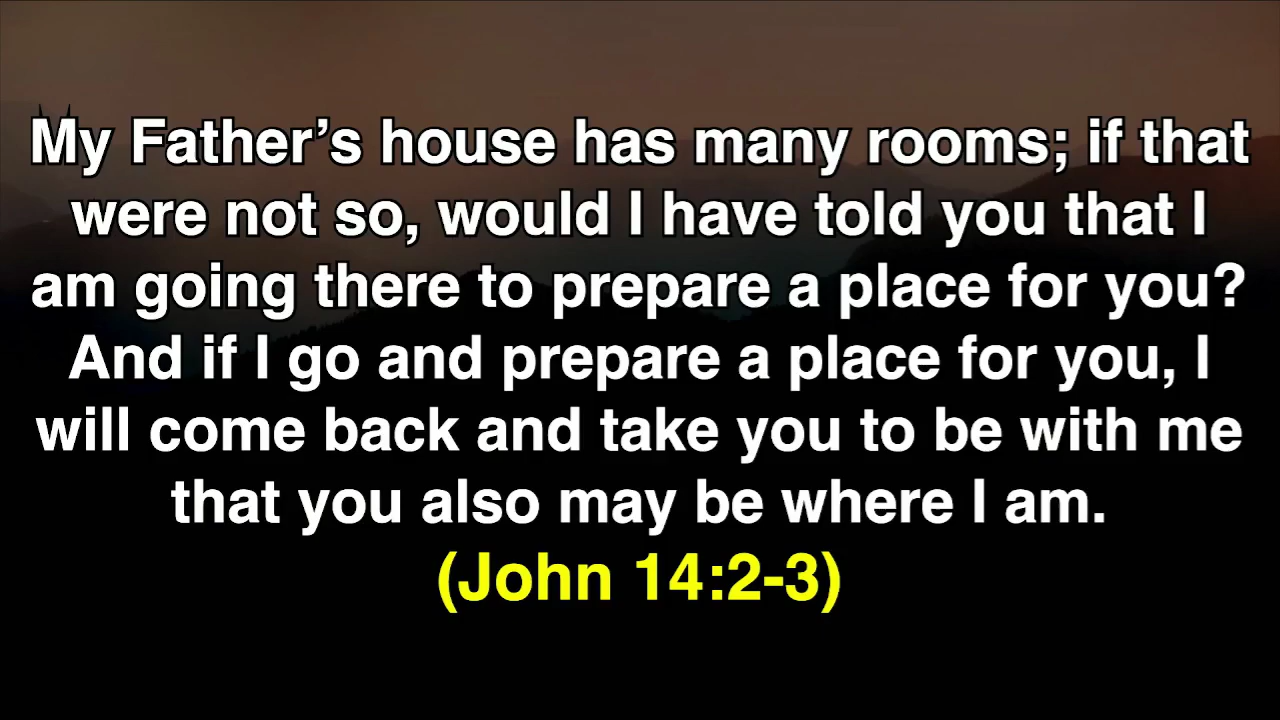 My Father’s house has many rooms; if that
were not so, would I have told you that I
am going there to prepare a place for you?
And if I go and prepare a place for you, I
will come back and take you to be with me
that you also may be where I am.
(John 14:2-3)